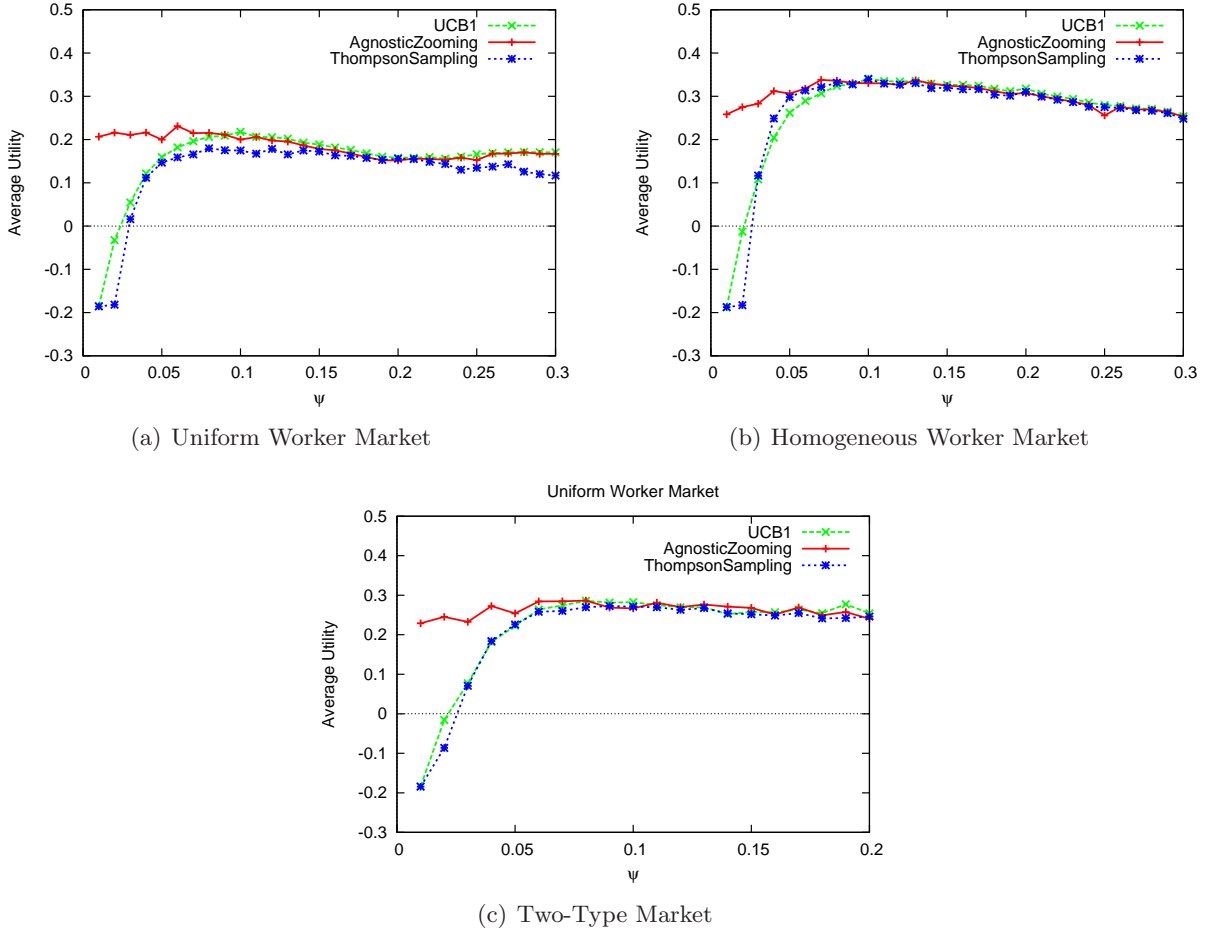 0.5
0.4
0.3
0.2
0.1
0
-0.1
-0.2
-0.3
0 0.05 0.1 0.15 0.2 0.25 0.3
Average Utility
ψ
UCB1
AgnosticZooming
ThompsonSampling
(a) Uniform Worker Market
0.5
0.4
0.3
0.2
0.1
0
-0.1
-0.2
-0.3
0 0.05 0.1 0.15 0.2 0.25 0.3
Average Utility
ψ
UCB1
AgnosticZooming
ThompsonSampling
(b) Homogeneous Worker Market
Uniform Worker Market
0.5
0.4
0.3
0.2
0.1
0
-0.1
-0.2
-0.3
0 0.05 0.1 0.15 0.2
Average Utility
ψ
UCB1
AgnosticZooming
ThompsonSampling
(c) Two-Type Market